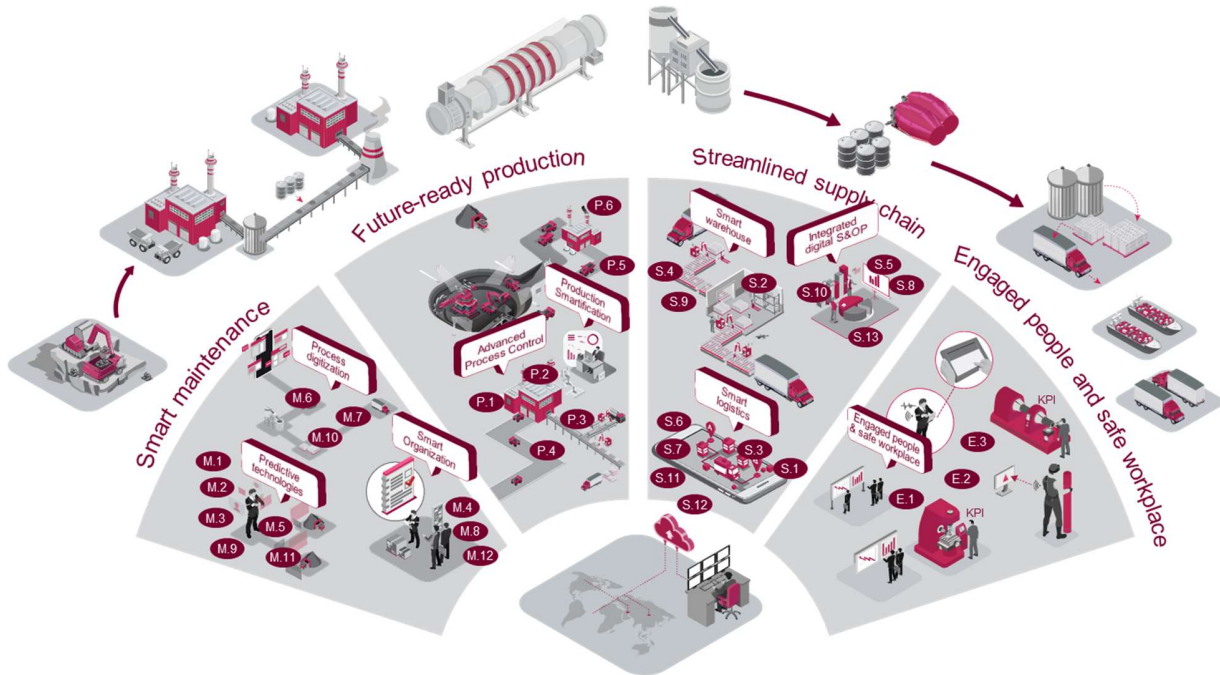 Smart maintenance
Process
digitization
M.6
M.7
M.10
Predictive
technologies
M.1
M.2
M.3
M.5
M.9
M.11
Smart
Organization
M.4
M.8
M.12
Future-ready production
P.6
P.5
Production
Smartification
Advanced
Process Control
P.2
P.1
P.3
P.4
Streamlined supply chain
Smart
warehouse
S.4
S.2
S.9
Integrated
digital S&OP
S.5
S.8
S.10
S.13
Smart
logistics
S.6
S.7
S.3
S.1
S.11
S.12
Engaged people and safe workplace
KPI
Engaged people
& safe workplace
E.3
E.2
E.1
KPI